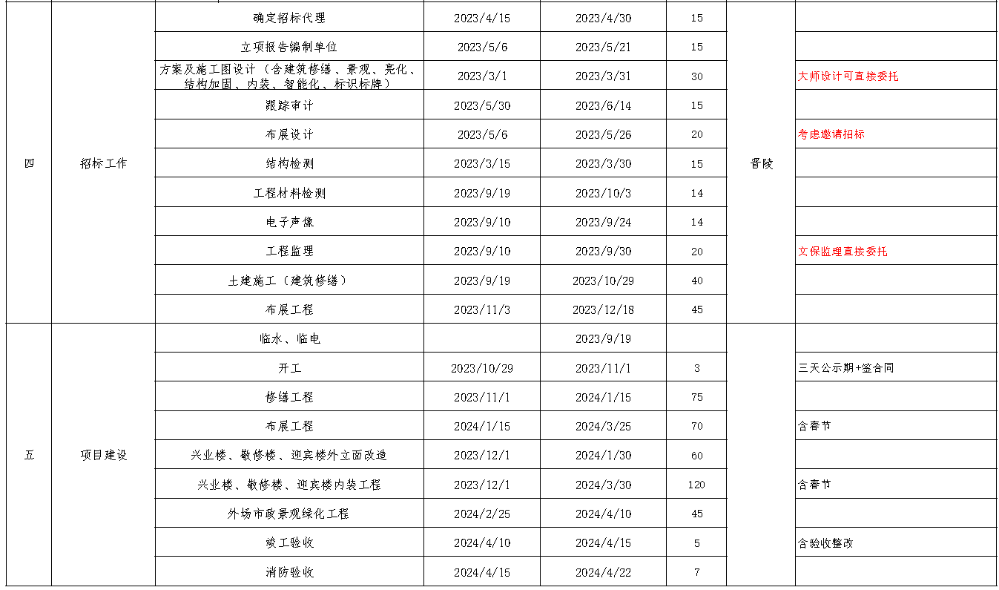 确定招标代理 2023/4/15 2023/4/30 15
立项报告编制单位 2023/5/6 2023/5/21 15
方案及施工图设计（含建筑修缮、景观、亮化、
结构加固、内装、智能化、标识标牌） 2023/3/1 2023/3/31 30 大师设计可直接委托
跟踪审计 2023/5/30 2023/6/14 15
布展设计 2023/5/6 2023/5/26 20 考虑邀请招标
四 招标工作 结构检测 2023/3/15 2023/3/30 15 晋陵
工程材料检测 2023/9/19 2023/10/3 14
电子声像 2023/9/10 2023/9/24 14
工程监理 2023/9/10 2023/9/30 20 文保监理直接委托
土建施工（建筑修缮） 2023/9/19 2023/10/29 40
布展工程 2023/11/3 2023/12/18 45
临水、临电 2023/9/19
开工 2023/10/29 2023/11/1 3 三天公示期+签合同
修缮工程 2023/11/1 2024/1/15 75
布展工程 2024/1/15 2024/3/25 70 含春节
五 项目建设 兴业楼、敬修楼、迎宾楼外立面改造 2023/12/1 2024/1/30 60
兴业楼、敬修楼、迎宾楼内装工程 2023/12/1 2024/3/30 120 含春节
外场市政景观绿化工程 2024/2/25 2024/4/10 45
竣工验收 2024/4/10 2024/4/15 5 含验收整改
消防验收 2024/4/15 2024/4/22 7